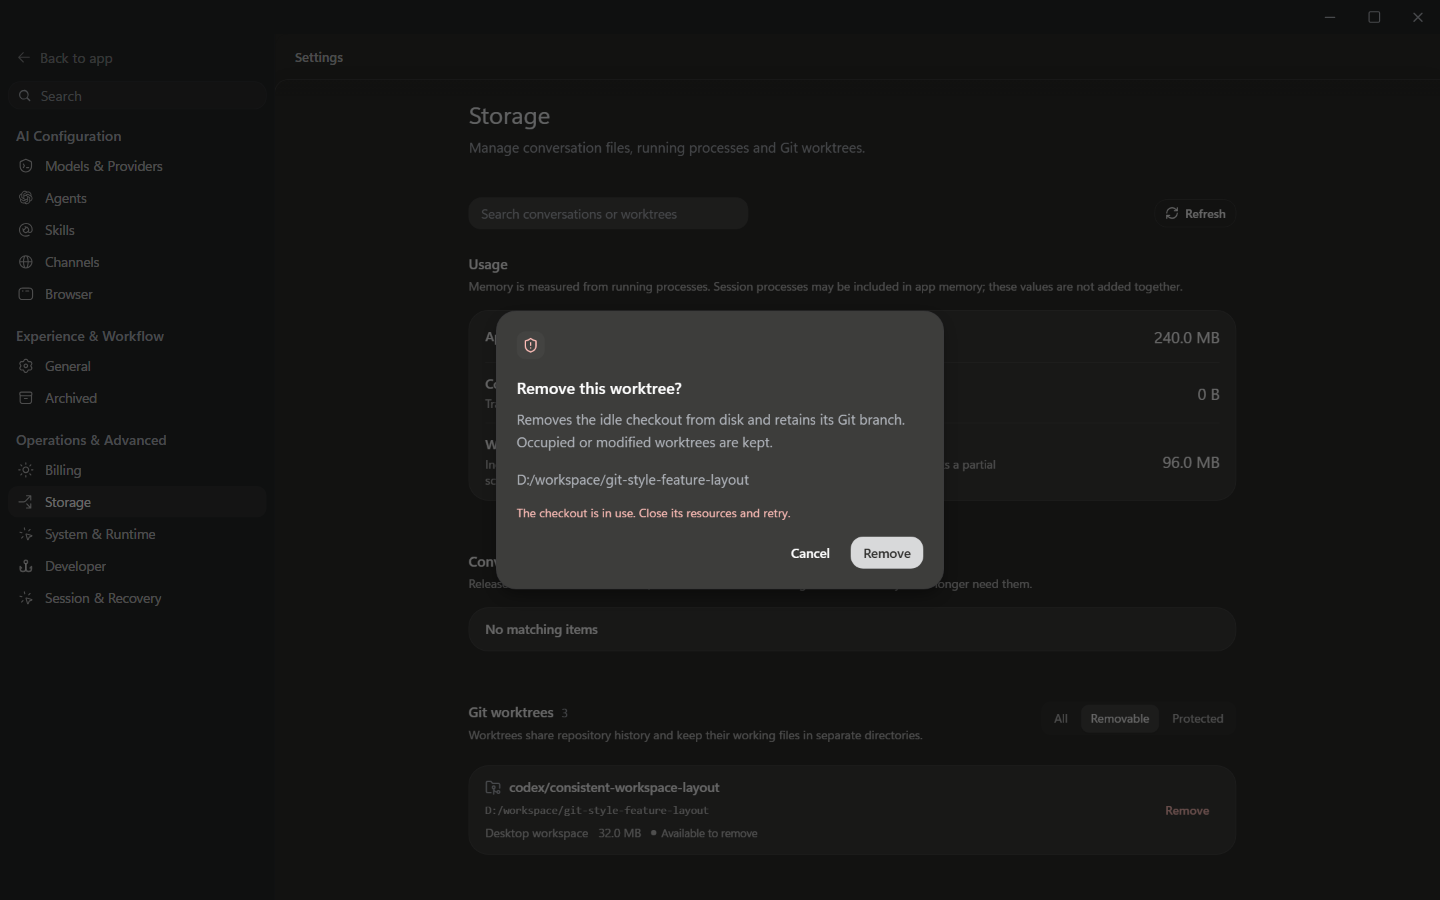 Back to app
Search
AI Configuration
Models & Providers
Agents
Skills
Channels
Browser
Experience & Workflow
General
Archived
Operations & Advanced
Billing
Storage
System & Runtime
Developer
Session & Recovery
Settings
Storage
Manage conversation files, running processes and Git worktrees.
Search conversations or worktrees
Refresh
Usage
Memory is measured from running processes. Session processes may be included in app memory; these values are not added together.
240.0 MB
0 B
s a partial
96.0 MB
Remove this worktree?
Removes the idle checkout from disk and retains its Git branch.
Occupied or modified worktrees are kept.
D:/workspace/git-style-feature-layout
The checkout is in use. Close its resources and retry.
Cancel
Remove
longer need them.
No matching items
Git worktrees 3
Worktrees share repository history and keep their working files in separate directories.
All
Removable
Protected
codex/consistent-workspace-layout
D:/workspace/git-style-feature-layout
Desktop workspace 32.0 MB • Available to remove
Remove